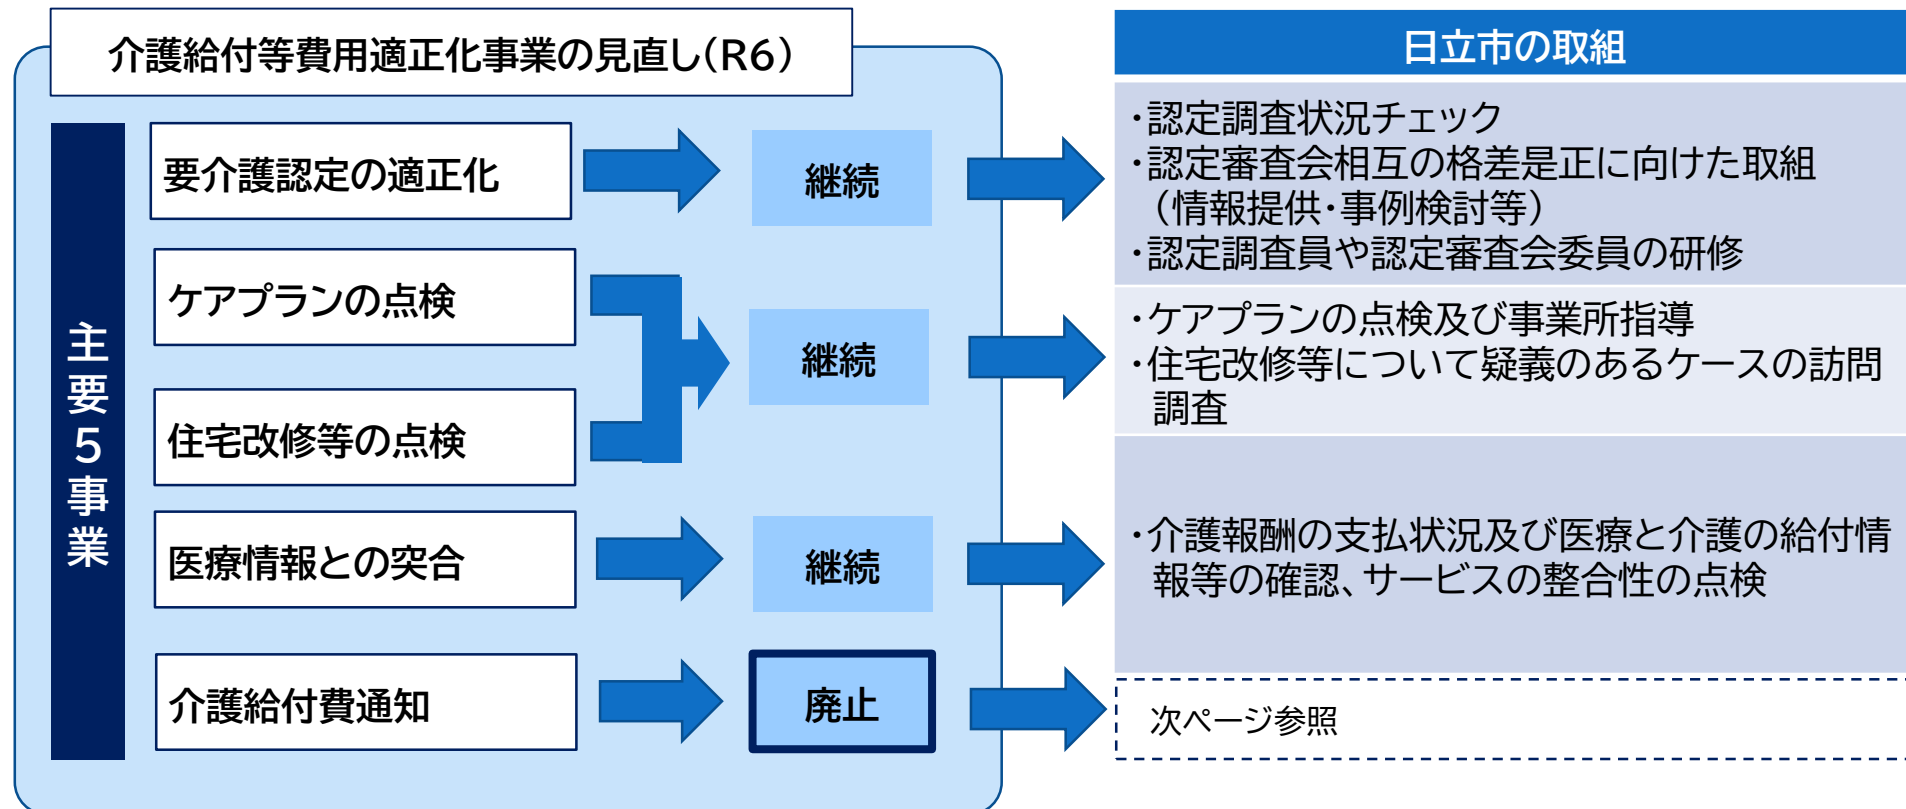 介護給付等費用適正化事業の見直し(R6)
日立市の取組
主要5事業
要介護認定の適正化
継続
・認定調査状況チェック
・認定審査会相互の格差是正に向けた取組
（情報提供・事例検討等）
・認定調査員や認定審査会委員の研修
ケアプランの点検
住宅改修等の点検
継続
・ケアプランの点検及び事業所指導
・住宅改修等について疑義のあるケースの訪問
調査
医療情報との突合
継続
・介護報酬の支払状況及び医療と介護の給付情
報等の確認、サービスの整合性の点検
介護給付費通知
廃止
次ページ参照